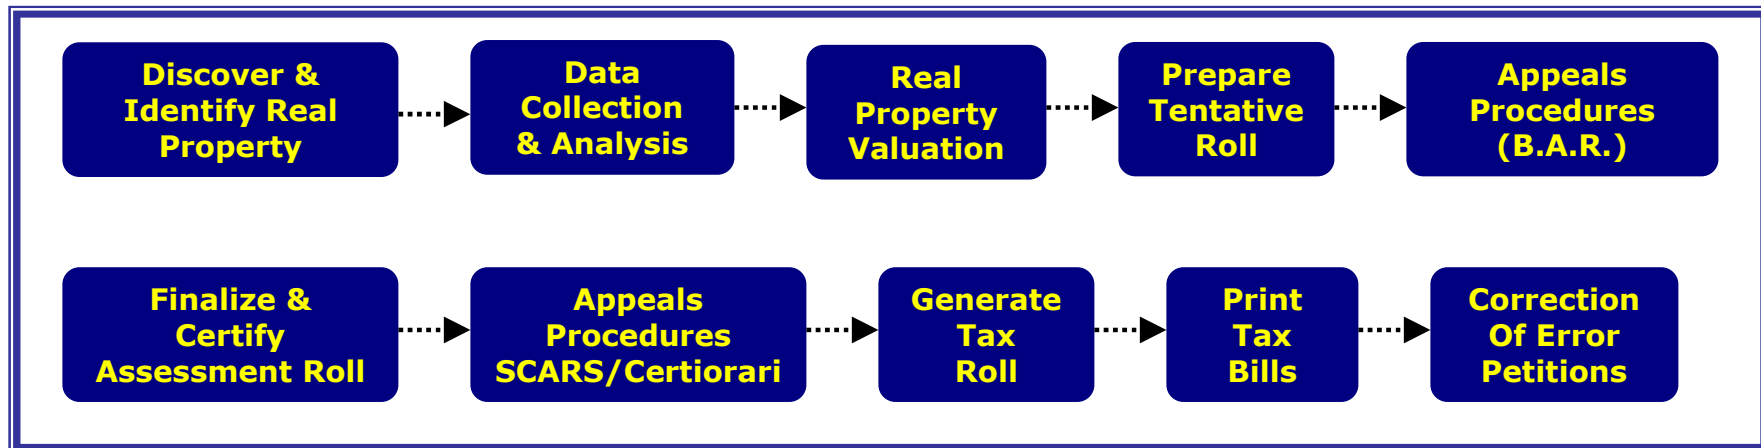 Discover &
Identify Real
Property
Data
Collection
& Analysis
Real
Property
Valuation
Prepare
Tentative
Roll
Appeals
Procedures
(B.A.R.)
Finalize &
Certify
Assessment Roll
Appeals
Procedures
SCARS/Certiorari
Generate
Tax
Roll
Print
Tax
Bills
Correction
Of Error
Petitions